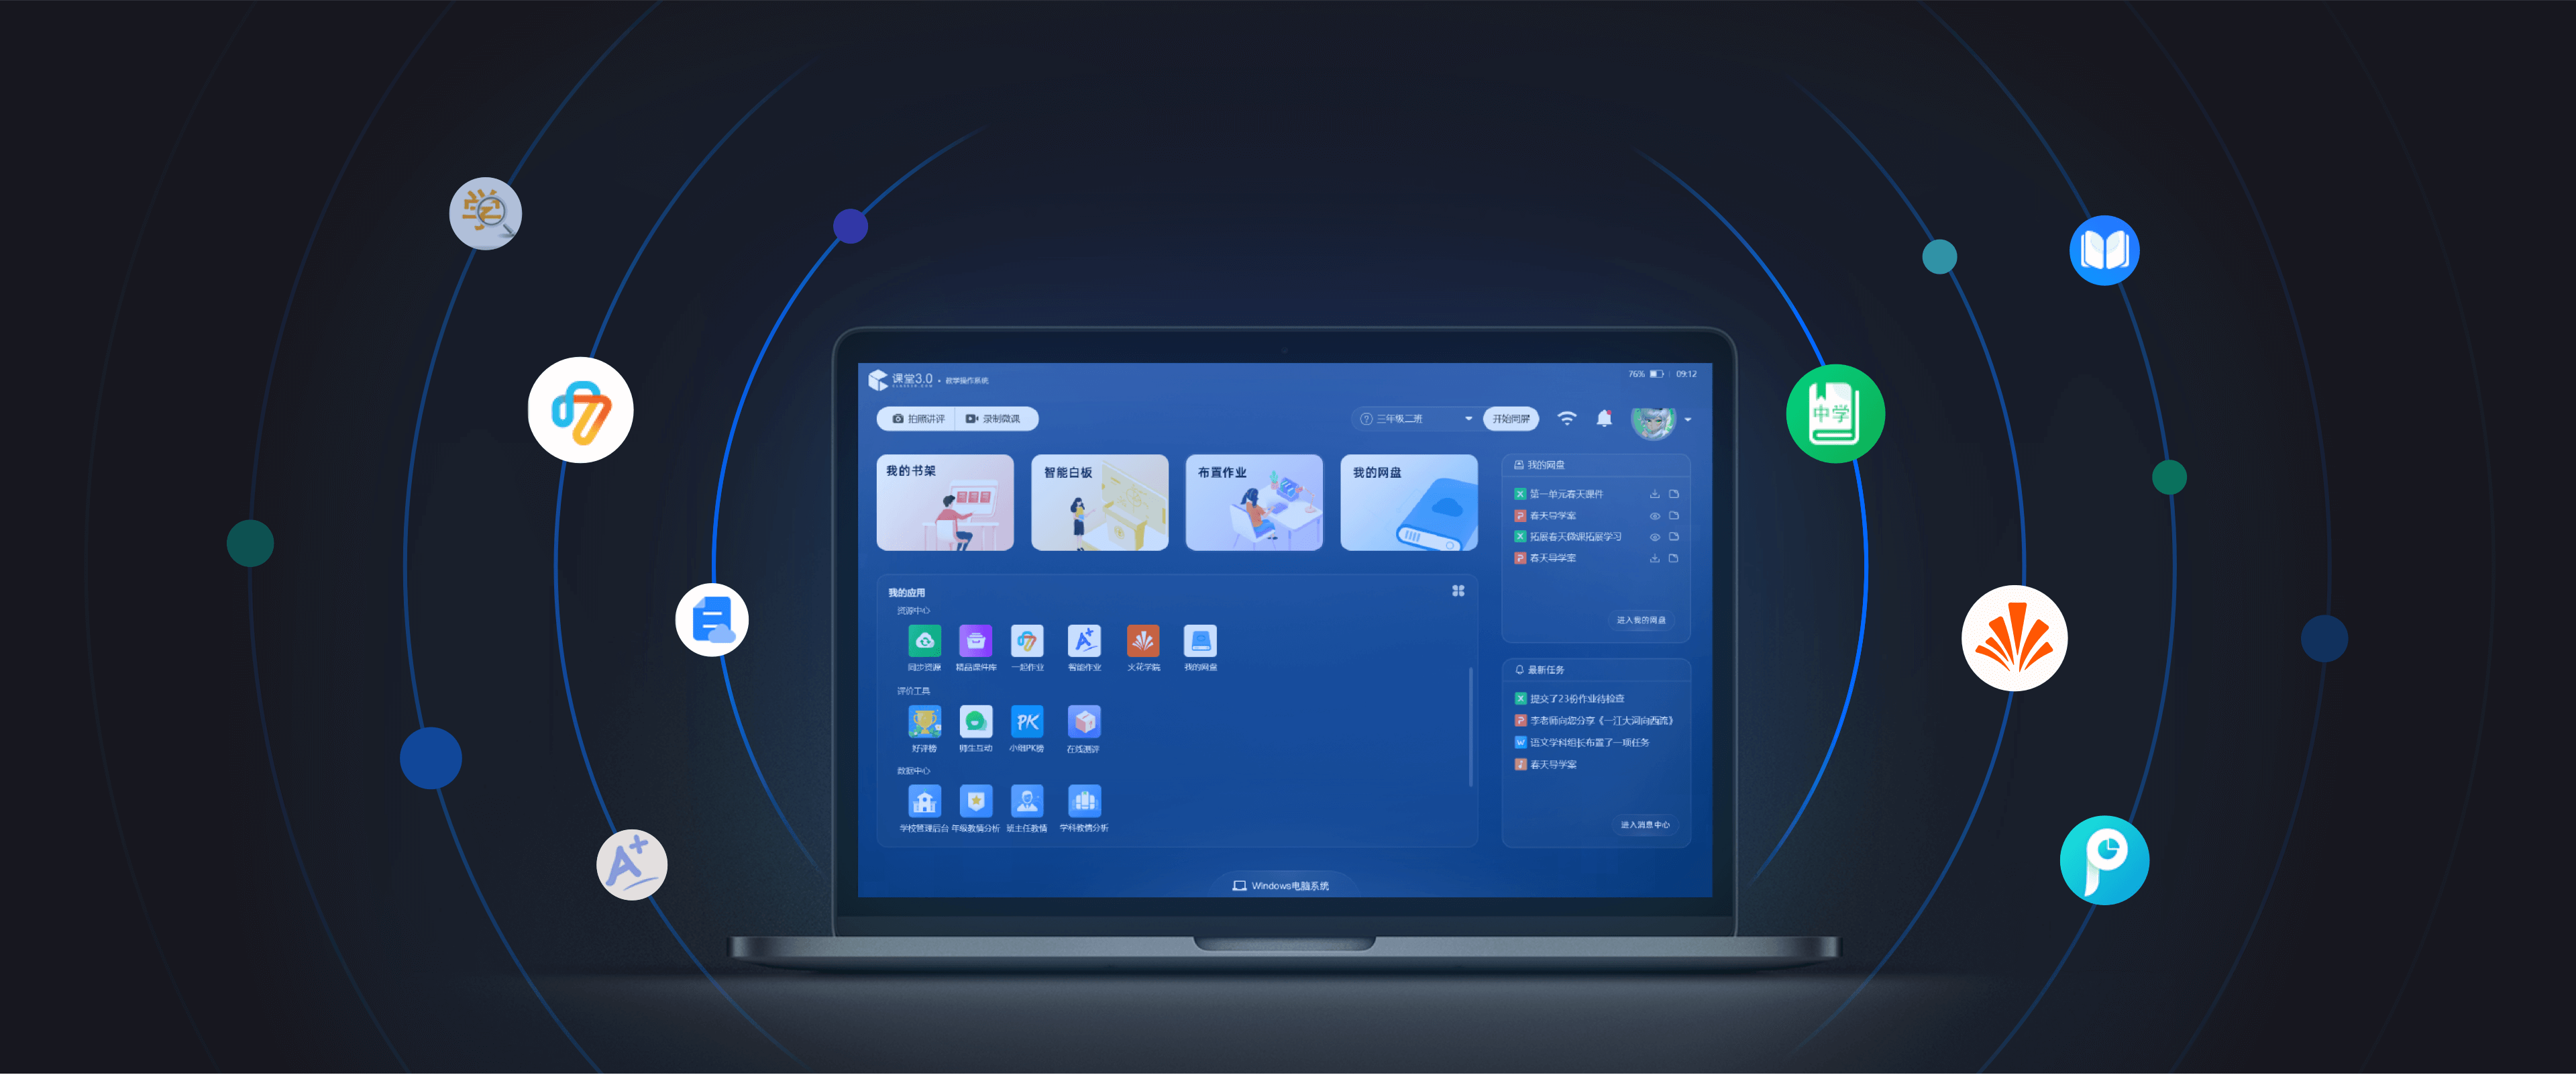 学
中学
A+
课堂3.0 · 教学操作系统
76% 09:12
拍照讲评 录制微课
三年级二班 开始同屏
我的书架 智能白板 布置作业 我的网盘
我的网盘
第一单元春天课件
春天导学案
拓展春天微课拓展学习
春天导学案
进入我的网盘
我的应用
资源中心
同步资源 精品课件库 一起作业 智能作业 火花学院 我的网盘
评价工具
PK
好评榜 师生互动 小组PK榜 在线测评
数据中心
学校管理后台 年级教情分析 班主任教情 学科教情分析
最新任务
提交了23份作业待检查
李老师向您分享《一江大河向西流》
语文学科组长布置了一项任务
春天导学案
进入消息中心
Windows电脑系统